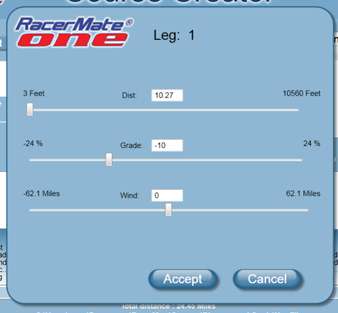 Course Creator
RacerMate®
one
Leg: 1
3 Feet Dist: 10.27 10560 Feet
-24 % Grade: -10 24 %
-62.1 Miles Wind: 0 62.1 Miles
Accept Cancel
Total distance : 24.45 Miles